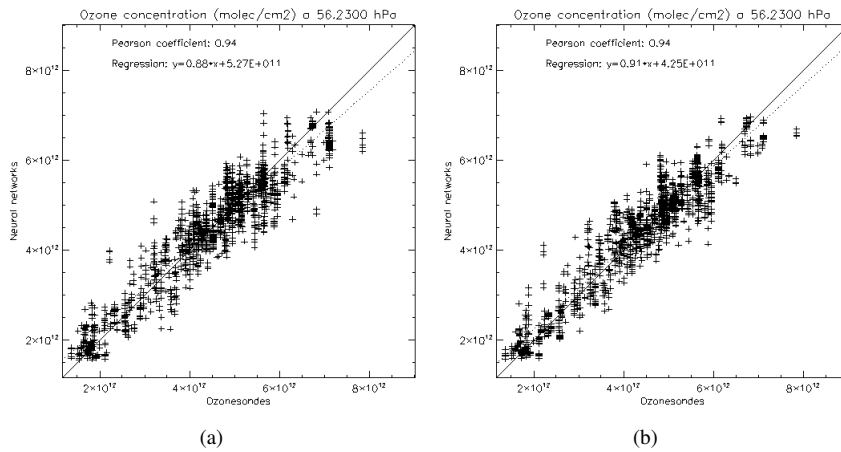 Ozone concentration (molec/cm2) a 56.2300 hPa
Pearson coefficient: 0.94
Regression: y=0.88*x+5.27E+011
8×10¹²
6×10¹²
4×10¹²
2×10¹²
Neural networks
2×10¹² 4×10¹² 6×10¹² 8×10¹²
Ozonesondes
(a)
Ozone concentration (molec/cm2) a 56.2300 hPa
Pearson coefficient: 0.94
Regression: y=0.91*x+4.25E+011
8×10¹²
6×10¹²
4×10¹²
2×10¹²
Neural networks
2×10¹² 4×10¹² 6×10¹² 8×10¹²
Ozonesondes
(b)